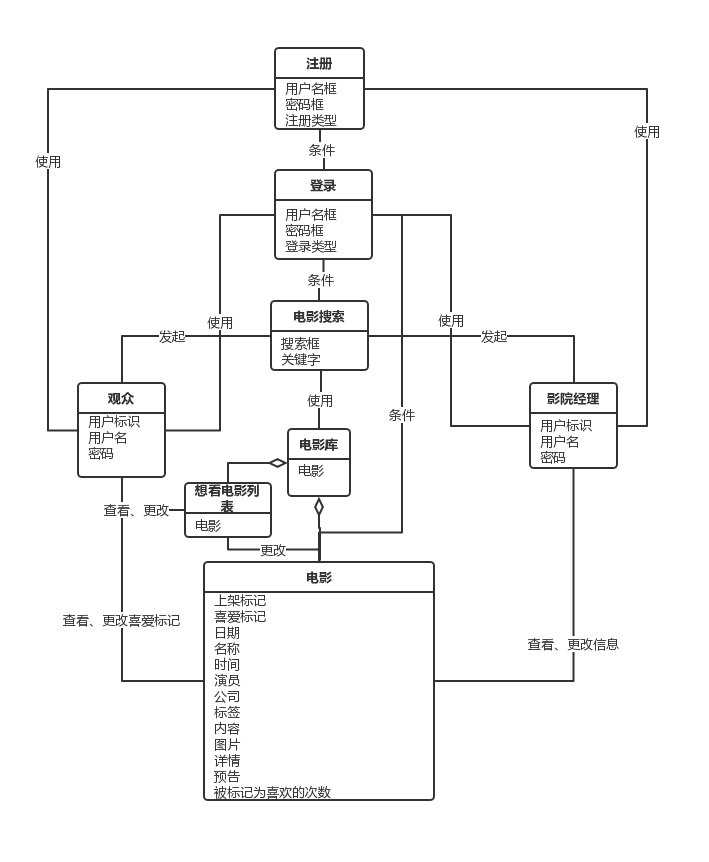 注册
用户名框
密码框
注册类型
使用
使用
条件
登录
用户名框
密码框
登录类型
条件
电影搜索
搜索框
关键字
使用
使用
发起
发起
观众
用户标识
用户名
密码
影院经理
用户标识
用户名
密码
使用
条件
电影库
电影
想看电影列
表
电影
查看、更改
更改
电影
上架标记
喜爱标记
日期
名称
时间
演员
公司
标签
内容
图片
详情
预告
被标记为喜欢的次数
查看、更改喜爱标记
查看、更改信息